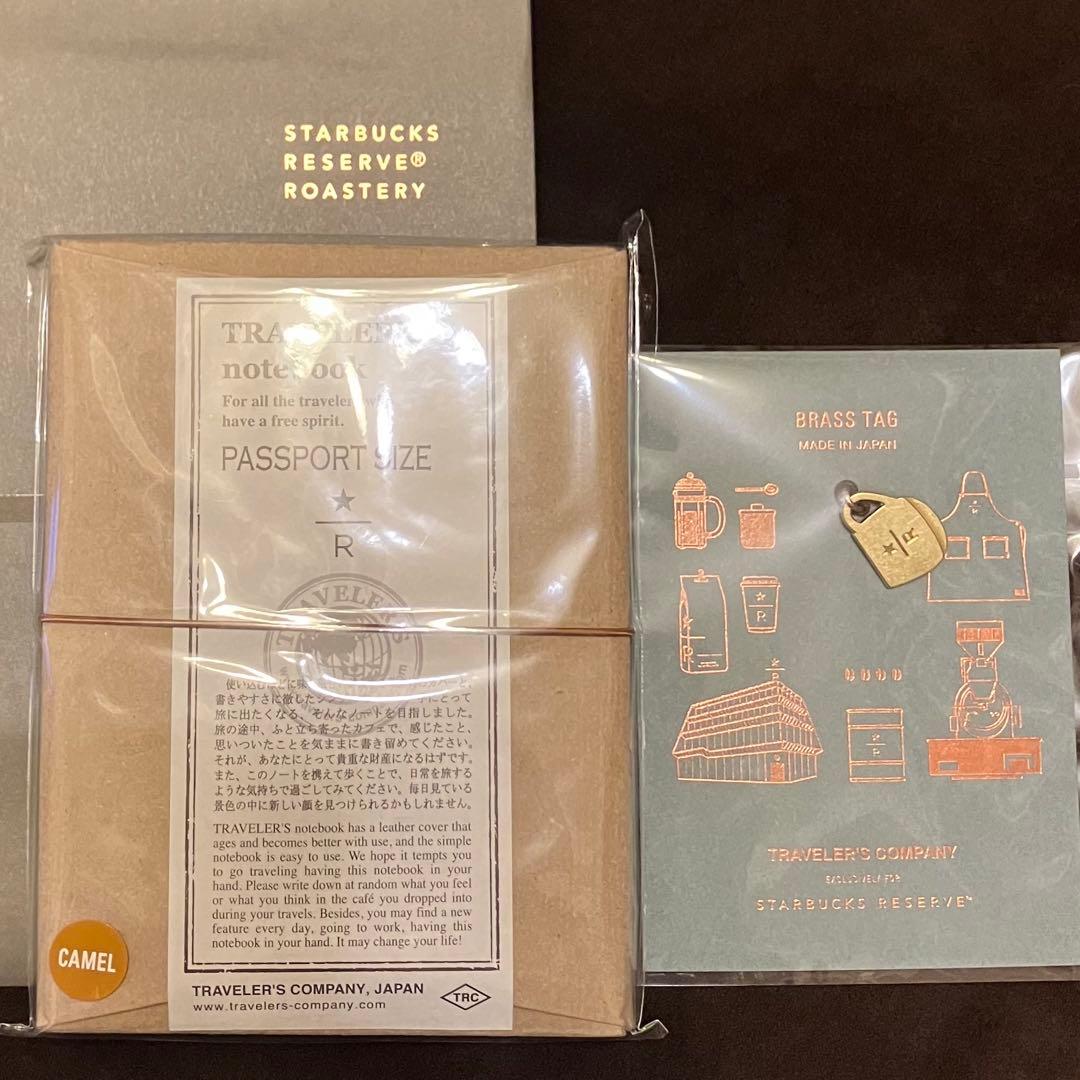 STARBUCKS
RESERVE®
ROASTERY
TRAVELER'S
notebook
For all the travelers who
have a free spirit.
PASSPORT SIZE
R
TRAVELER'S
使い込むほどに味
書きやすさに徹した
旅に出たくなる、そんなノートを目指しました。
旅の途中、ふと立ち寄ったカフェで、感じたこと、
思いついたことを気ままに書き留めてください。
それが、あなたにとって貴重な財産になるはずです。
また、このノートを携えて歩くことで、日常を旅する
ような気持ちで過ごしてみてください。毎日見ている
景色の中に新しい顔を見つけられるかもしれません。
TRAVELER'S notebook has a leather cover that
ages and becomes better with use, and the simple
notebook is easy to use. We hope it tempts you
to go traveling having this notebook in your
hand. Please write down at random what you feel
or what you think in the café you dropped into
during your travels. Besides, you may find a new
feature every day, going to work, having this
notebook in your hand. It may change your life!
CAMEL
TRAVELER'S COMPANY, JAPAN
www.travelers-company.com
TRC
BRASS TAG
MADE IN JAPAN
R
R
R
R
TRAVELER'S COMPANY
EXCLUSIVELY FOR
STARBUCKS RESERVE™